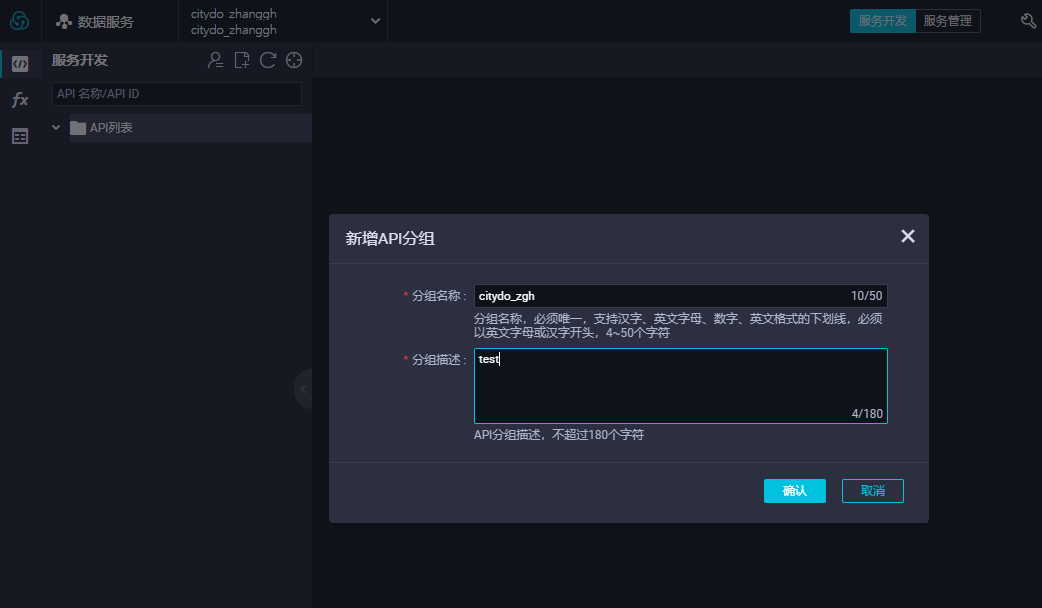 数据服务
citydo_zhanggh
citydo_zhanggh
服务开发
服务管理
服务开发
fx
API 名称/API ID
API列表
新增API分组
* 分组名称：
citydo_zgh
10/50
分组名称，必须唯一，支持汉字、英文字母、数字、英文格式的下划线，必须
以英文字母或汉字开头，4~50个字符
* 分组描述：
test
4/180
API分组描述，不超过180个字符
确认
取消